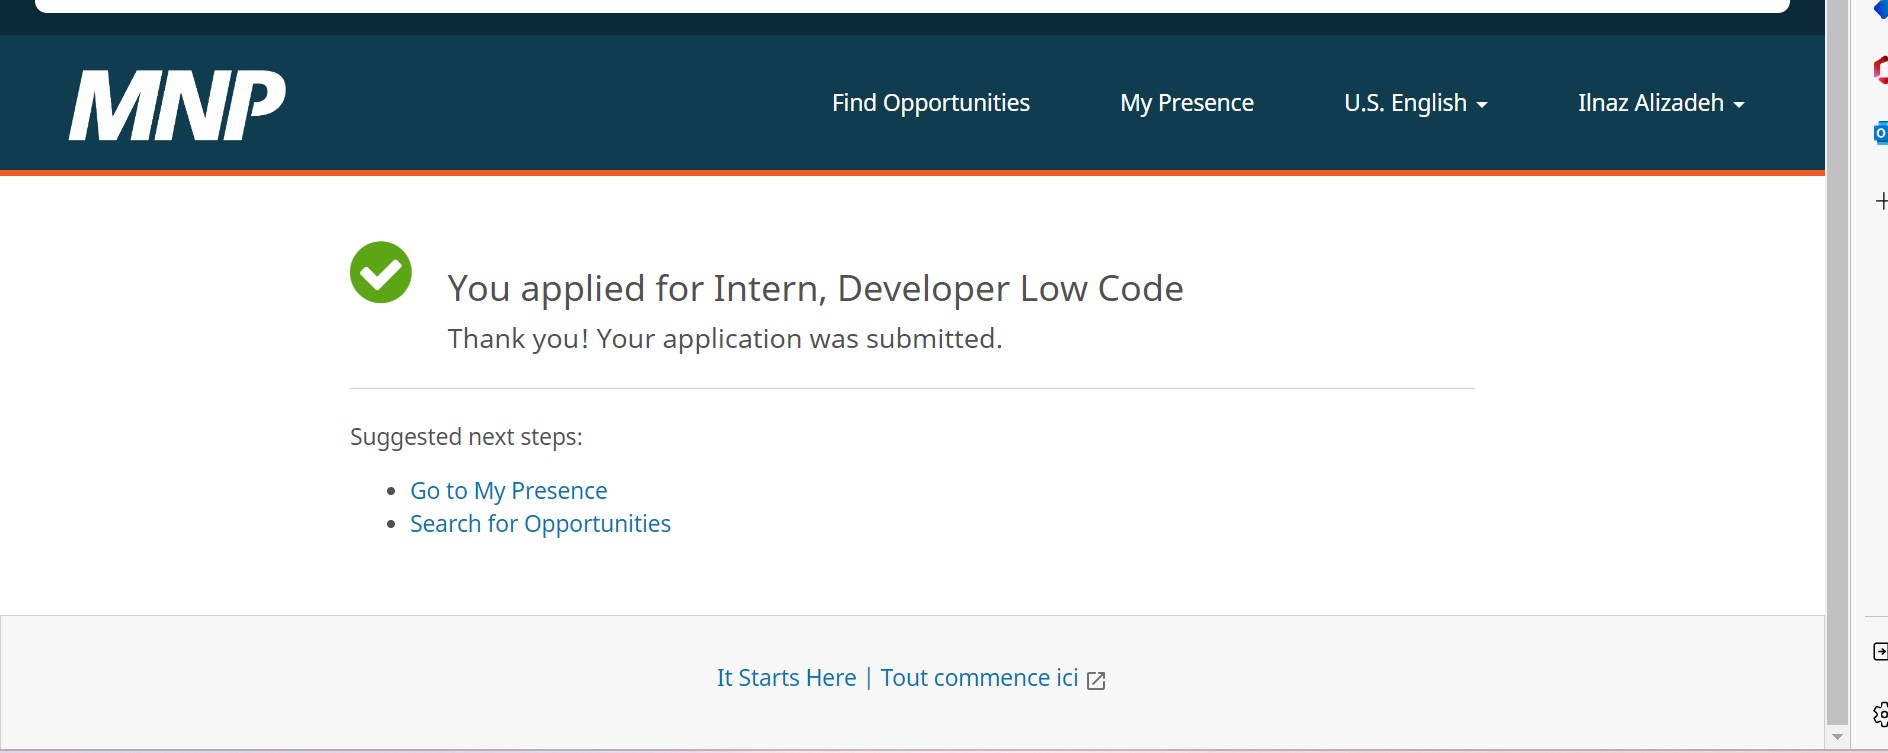 MNP
Find Opportunities
My Presence
U.S. English
Ilnaz Alizadeh
You applied for Intern, Developer Low Code
Thank you! Your application was submitted.
Suggested next steps:
Go to My Presence
Search for Opportunities
It Starts Here | Tout commence ici